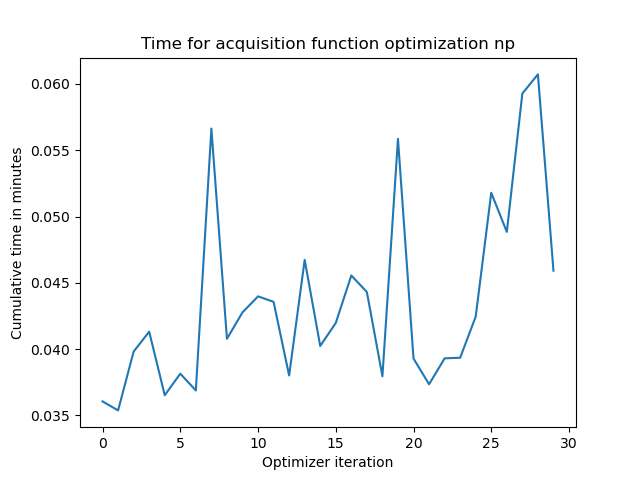 Time for acquisition function optimization np
0.060
0.055
0.050
0.045
0.040
0.035
Cumulative time in minutes
0 5 10 15 20 25 30
Optimizer iteration